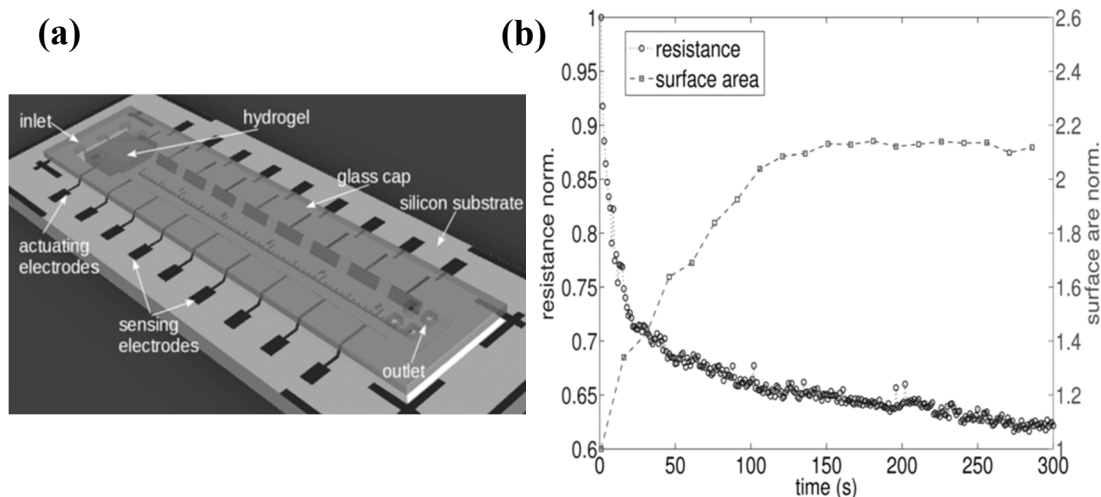 (a)
inlet
hydrogel
glass cap
silicon substrate
actuating
electrodes
sensing
electrodes
outlet
(b)
resistance
surface area
resistance norm.
1
0.95
0.9
0.85
0.8
0.75
0.7
0.65
0.6
surface are norm.
2.6
2.4
2.2
2
1.8
1.6
1.4
1.2
1
0
50
100
150
200
250
300
time (s)